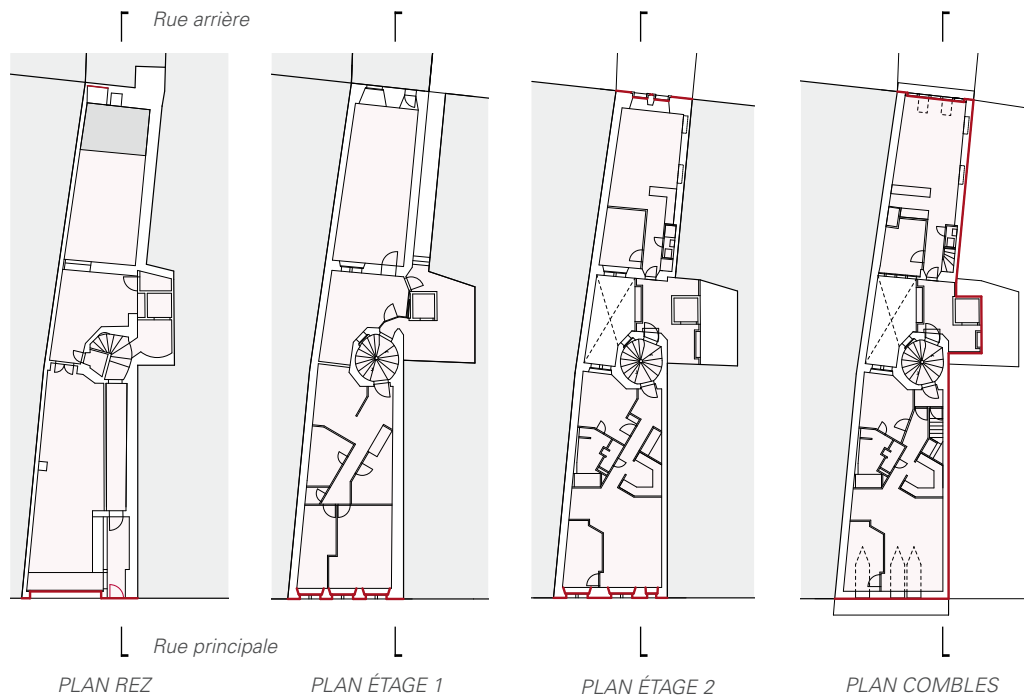 Rue arrière
Rue principale
PLAN REZ
PLAN ÉTAGE 1
PLAN ÉTAGE 2
PLAN COMBLES